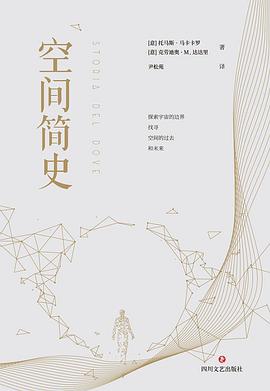 空间简史
STORIA DEL DOVE
[意] 托马斯·马卡卡罗
[意] 克劳迪奥·M. 达达里
著
尹松苑
译
探索宇宙的边界
找寻
空间的过去
和未来
四川文艺出版社